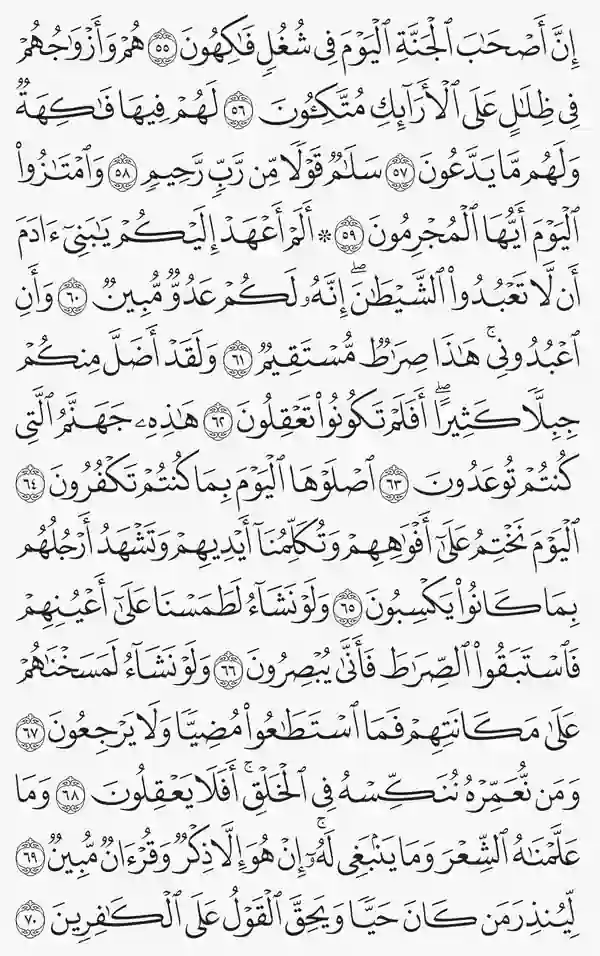 إِنَّ أَصْحَٰبَ ٱلْجَنَّةِ ٱلْيَوْمَ فِى شُغُلٍ فَٰكِهُونَ ٥٥ هُمْ وَأَزْوَٰجُهُمْ
فِى ظِلَٰلٍ عَلَى ٱلْأَرَآئِكِ مُتَّكِـُٔونَ ٥٦ لَهُمْ فِيهَا فَٰكِهَةٌ
وَلَهُم مَّا يَدَّعُونَ ٥٧ سَلَٰمٌ قَوْلًا مِّن رَّبٍّ رَّحِيمٍ ٥٨ وَٱمْتَٰزُوا۟
ٱلْيَوْمَ أَيُّهَا ٱلْمُجْرِمُونَ ٥٩ ۞ أَلَمْ أَعْهَدْ إِلَيْكُمْ يَٰبَنِىٓ ءَادَمَ
أَن لَّا تَعْبُدُوا۟ ٱلشَّيْطَٰنَ ۖ إِنَّهُۥ لَكُمْ عَدُوٌّ مُّبِينٌ ٦٠ وَأَنِ
ٱعْبُدُونِى ۚ هَٰذَا صِرَٰطٌ مُّسْتَقِيمٌ ٦١ وَلَقَدْ أَضَلَّ مِنكُمْ
جِبِلًّا كَثِيرًا ۖ أَفَلَمْ تَكُونُوا۟ تَعْقِلُونَ ٦٢ هَٰذِهِۦ جَهَنَّمُ ٱلَّتِى
كُنتُمْ تُوعَدُونَ ٦٣ ٱصْلَوْهَا ٱلْيَوْمَ بِمَا كُنتُمْ تَكْفُرُونَ ٦٤
ٱلْيَوْمَ نَخْتِمُ عَلَىٰٓ أَفْوَٰهِهِمْ وَتُكَلِّمُنَآ أَيْدِيهِمْ وَتَشْهَدُ أَرْجُلُهُم
بِمَا كَانُوا۟ يَكْسِبُونَ ٦٥ وَلَوْ نَشَآءُ لَطَمَسْنَا عَلَىٰٓ أَعْيُنِهِمْ
فَٱسْتَبَقُوا۟ ٱلصِّرَٰطَ فَأَنَّىٰ يُبْصِرُونَ ٦٦ وَلَوْ نَشَآءُ لَمَسَخْنَٰهُمْ
عَلَىٰ مَكَانَتِهِمْ فَمَا ٱسْتَطَٰعُوا۟ مُضِيًّا وَلَا يَرْجِعُونَ ٦٧
وَمَن نُّعَمِّرْهُ نُنَكِّسْهُ فِى ٱلْخَلْقِ ۖ أَفَلَا يَعْقِلُونَ ٦٨ وَمَا
عَلَّمْنَٰهُ ٱلشِّعْرَ وَمَا يَنۢبَغِى لَهُۥٓ ۚ إِنْ هُوَ إِلَّا ذِكْرٌ وَقُرْءَانٌ مُّبِينٌ ٦٩
لِّيُنذِرَ مَن كَانَ حَيًّا وَيَحِقَّ ٱلْقَوْلُ عَلَى ٱلْكَٰفِرِينَ ٧٠